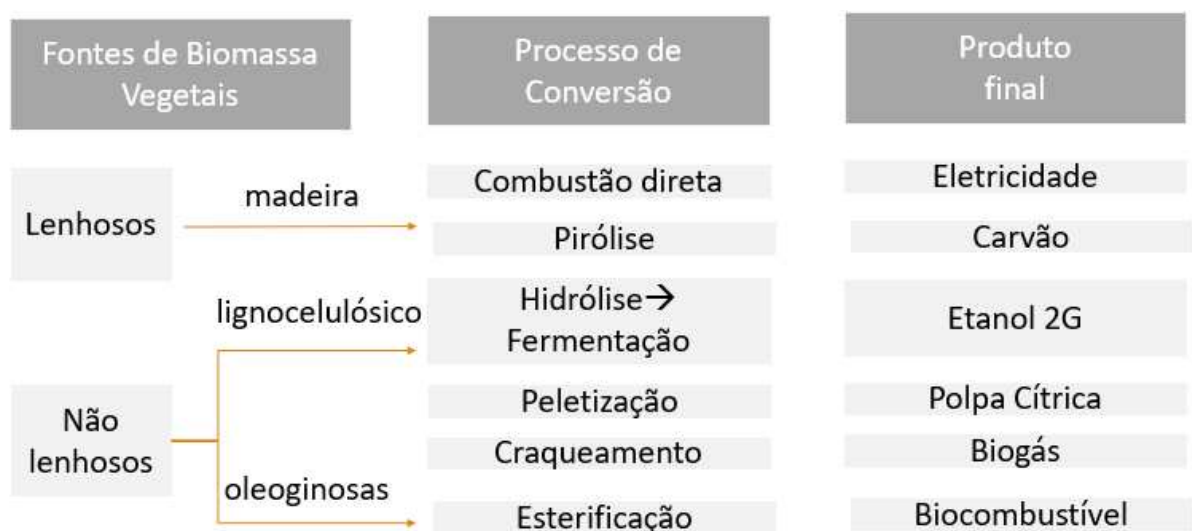 Fontes de Biomassa
Vegetais
Processo de
Conversão
Produto
final
Lenhosos
madeira
Combustão direta
Eletricidade
Pirólise
Carvão
lignocelulósico
Hidrólise→
Fermentação
Etanol 2G
Não
lenhosos
Peletização
Polpa Cítrica
Craqueamento
Biogás
oleoginosas
Esterificação
Biocombustível